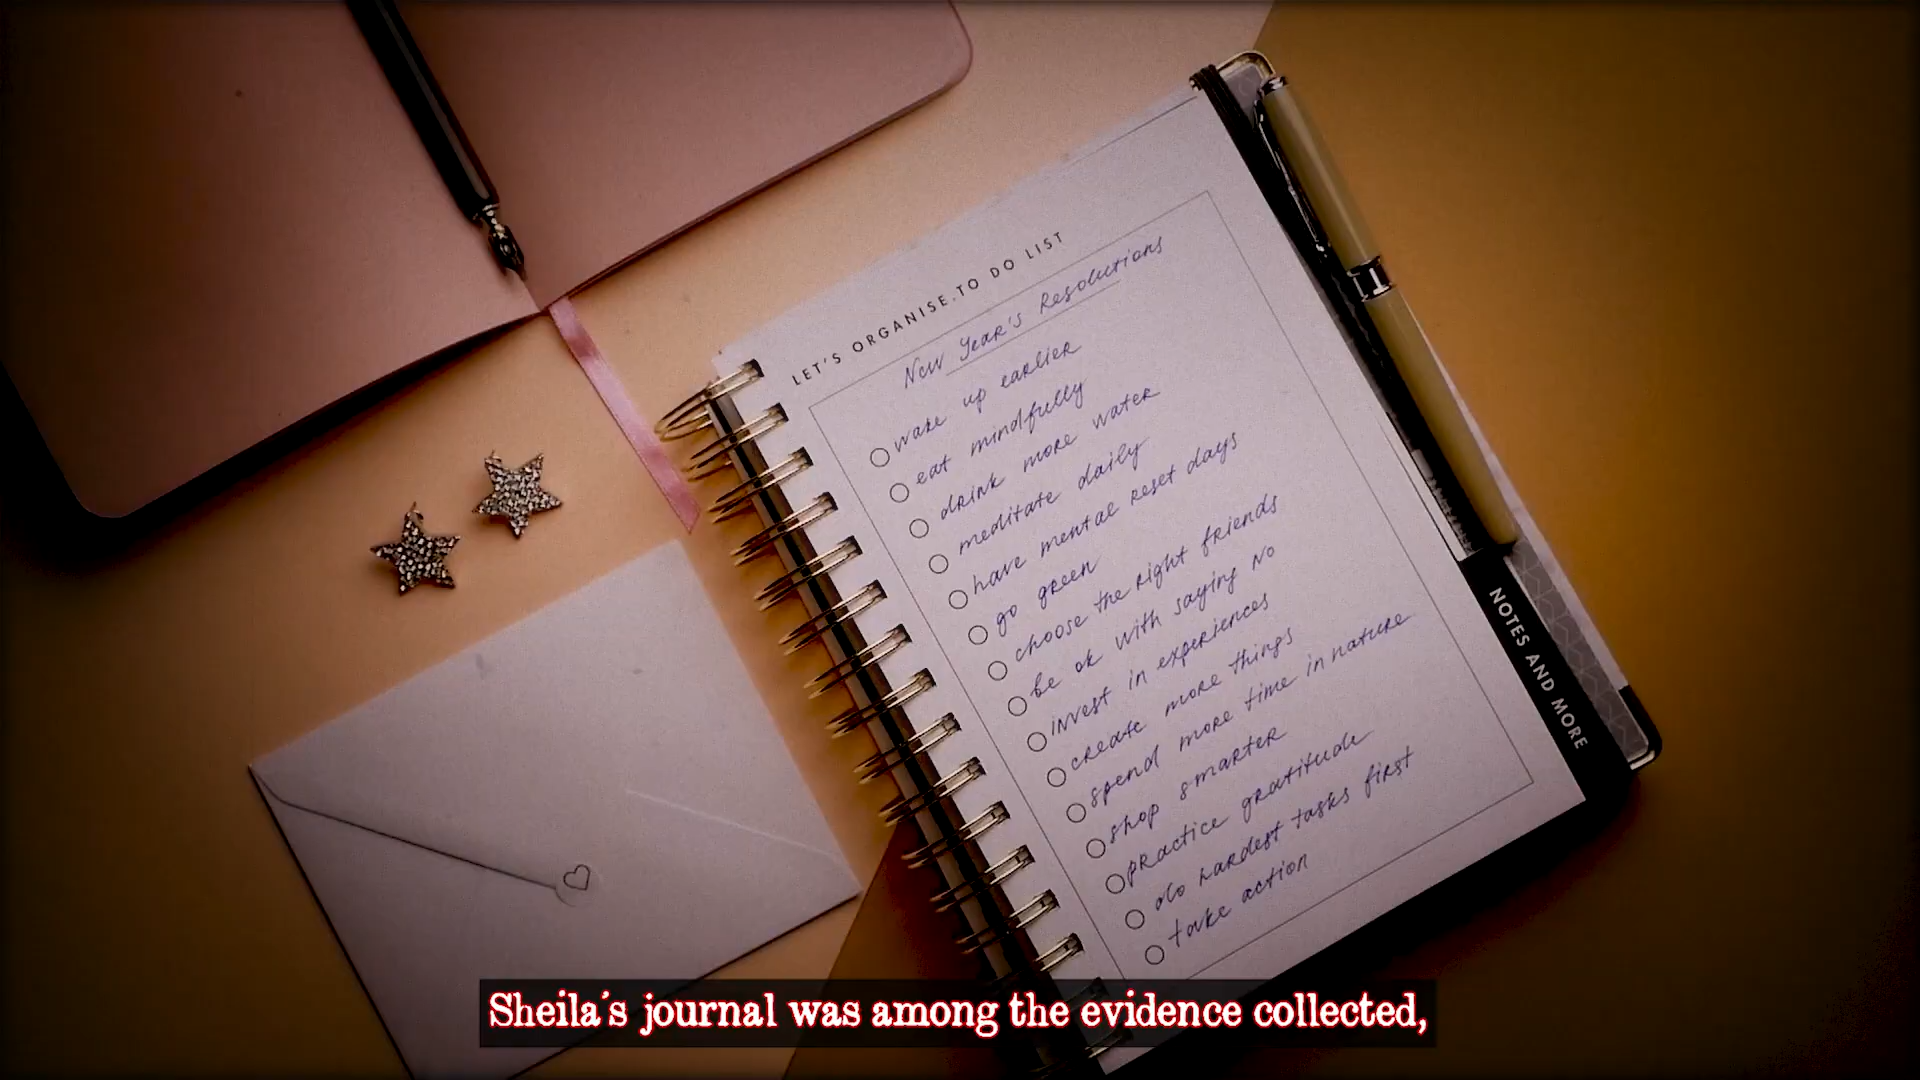 LET'S ORGANISE.TO DO LIST
New Year's Resolutions
wake up earlier
eat mindfully
drink more water
meditate daily
have mental reset days
go green
choose the right friends
be ok with saying NO
invest in experiences
create more things
spend more time in nature
shop smarter
practice gratitude
do hardest tasks first
take action
NOTES AND MORE
Sheila's journal was among the evidence collected,